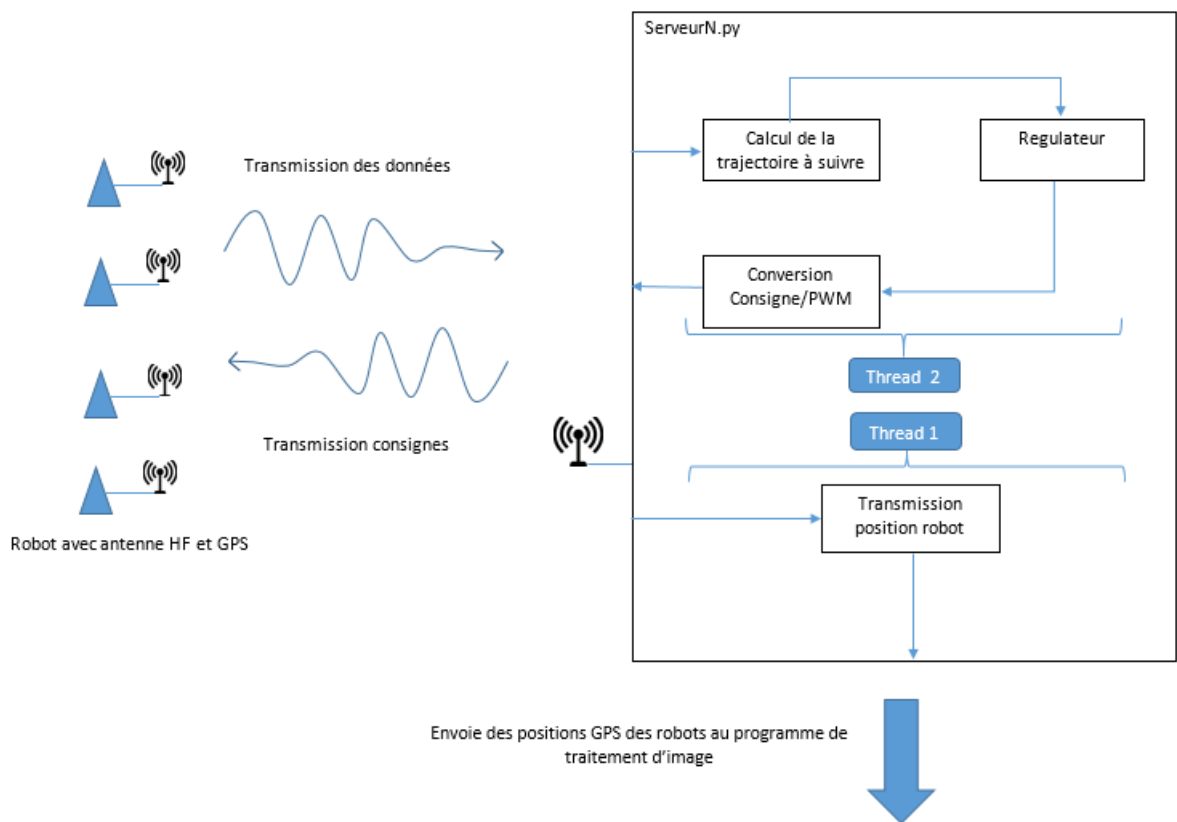 ServeurN.py
Calcul de la
trajectoire à suivre
Regulateur
Transmission des données
Conversion
Consigne/PWM
Thread 2
Thread 1
Transmission consignes
Transmission
position robot
Robot avec antenne HF et GPS
Envoie des positions GPS des robots au programme de
traitement d'image